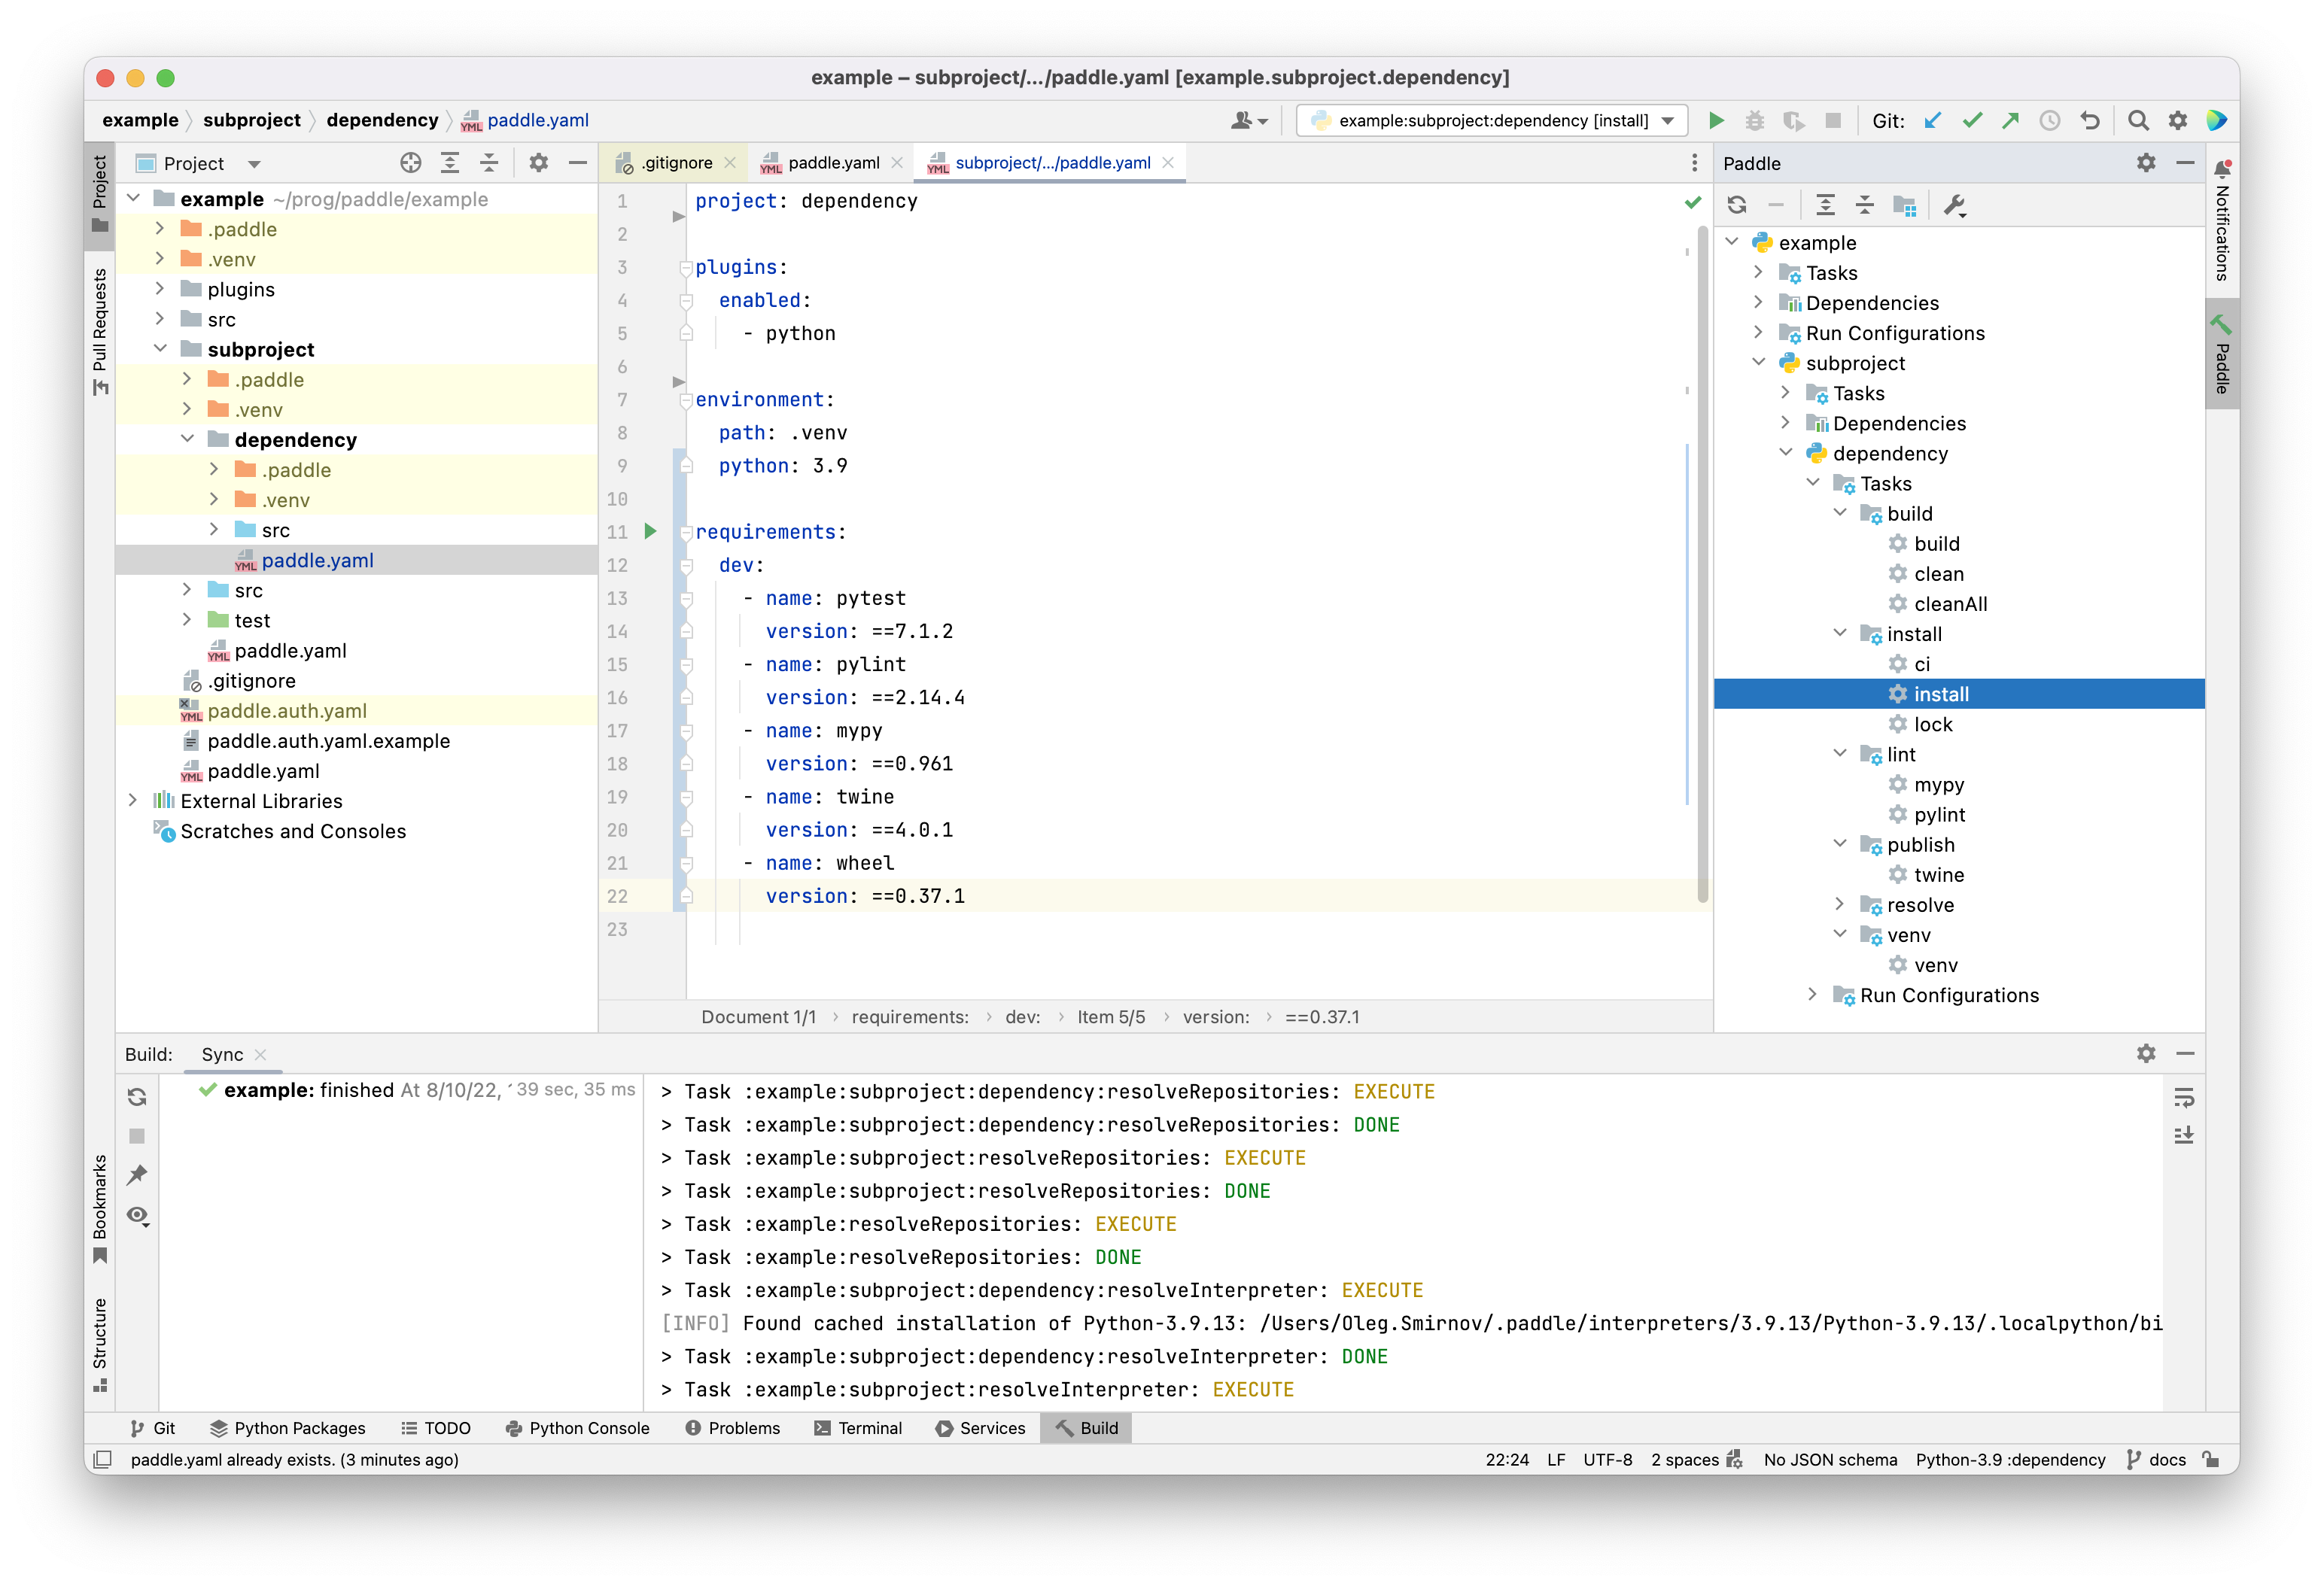 example – subproject/.../paddle.yaml [example.subproject.dependency]
example subproject dependency paddle.yaml
example:subproject:dependency [install]
Git:
Project
Pull Requests
Bookmarks
Structure
Project
example ~/prog/paddle/example
.paddle
.venv
plugins
src
subproject
.paddle
.venv
dependency
.paddle
.venv
src
paddle.yaml
src
test
paddle.yaml
.gitignore
paddle.auth.yaml
paddle.auth.yaml.example
paddle.yaml
External Libraries
Scratches and Consoles
.gitignore
paddle.yaml
subproject/.../paddle.yaml
1 project: dependency
2
3 plugins:
4 enabled:
5 - python
6
7 environment:
8 path: .venv
9 python: 3.9
10
11 requirements:
12 dev:
13 - name: pytest
14 version: ==7.1.2
15 - name: pylint
16 version: ==2.14.4
17 - name: mypy
18 version: ==0.961
19 - name: twine
20 version: ==4.0.1
21 - name: wheel
22 version: ==0.37.1
23
Document 1/1 › requirements: › dev: › Item 5/5 › version: › ==0.37.1
Paddle
example
Tasks
Dependencies
Run Configurations
subproject
Tasks
Dependencies
dependency
Tasks
build
build
clean
cleanAll
install
ci
install
lock
lint
mypy
pylint
publish
twine
resolve
venv
venv
Run Configurations
Notifications
Paddle
Build: Sync
example: finished At 8/10/22, 39 sec, 35 ms
> Task :example:subproject:dependency:resolveRepositories: EXECUTE
> Task :example:subproject:dependency:resolveRepositories: DONE
> Task :example:subproject:resolveRepositories: EXECUTE
> Task :example:subproject:resolveRepositories: DONE
> Task :example:resolveRepositories: EXECUTE
> Task :example:resolveRepositories: DONE
> Task :example:subproject:dependency:resolveInterpreter: EXECUTE
[INFO] Found cached installation of Python-3.9.13: /Users/Oleg.Smirnov/.paddle/interpreters/3.9.13/Python-3.9.13/.localpython/bi
> Task :example:subproject:dependency:resolveInterpreter: DONE
> Task :example:subproject:resolveInterpreter: EXECUTE
Git Python Packages TODO Python Console Problems Terminal Services Build
paddle.yaml already exists. (3 minutes ago)
22:24 LF UTF-8 2 spaces No JSON schema Python-3.9 :dependency docs